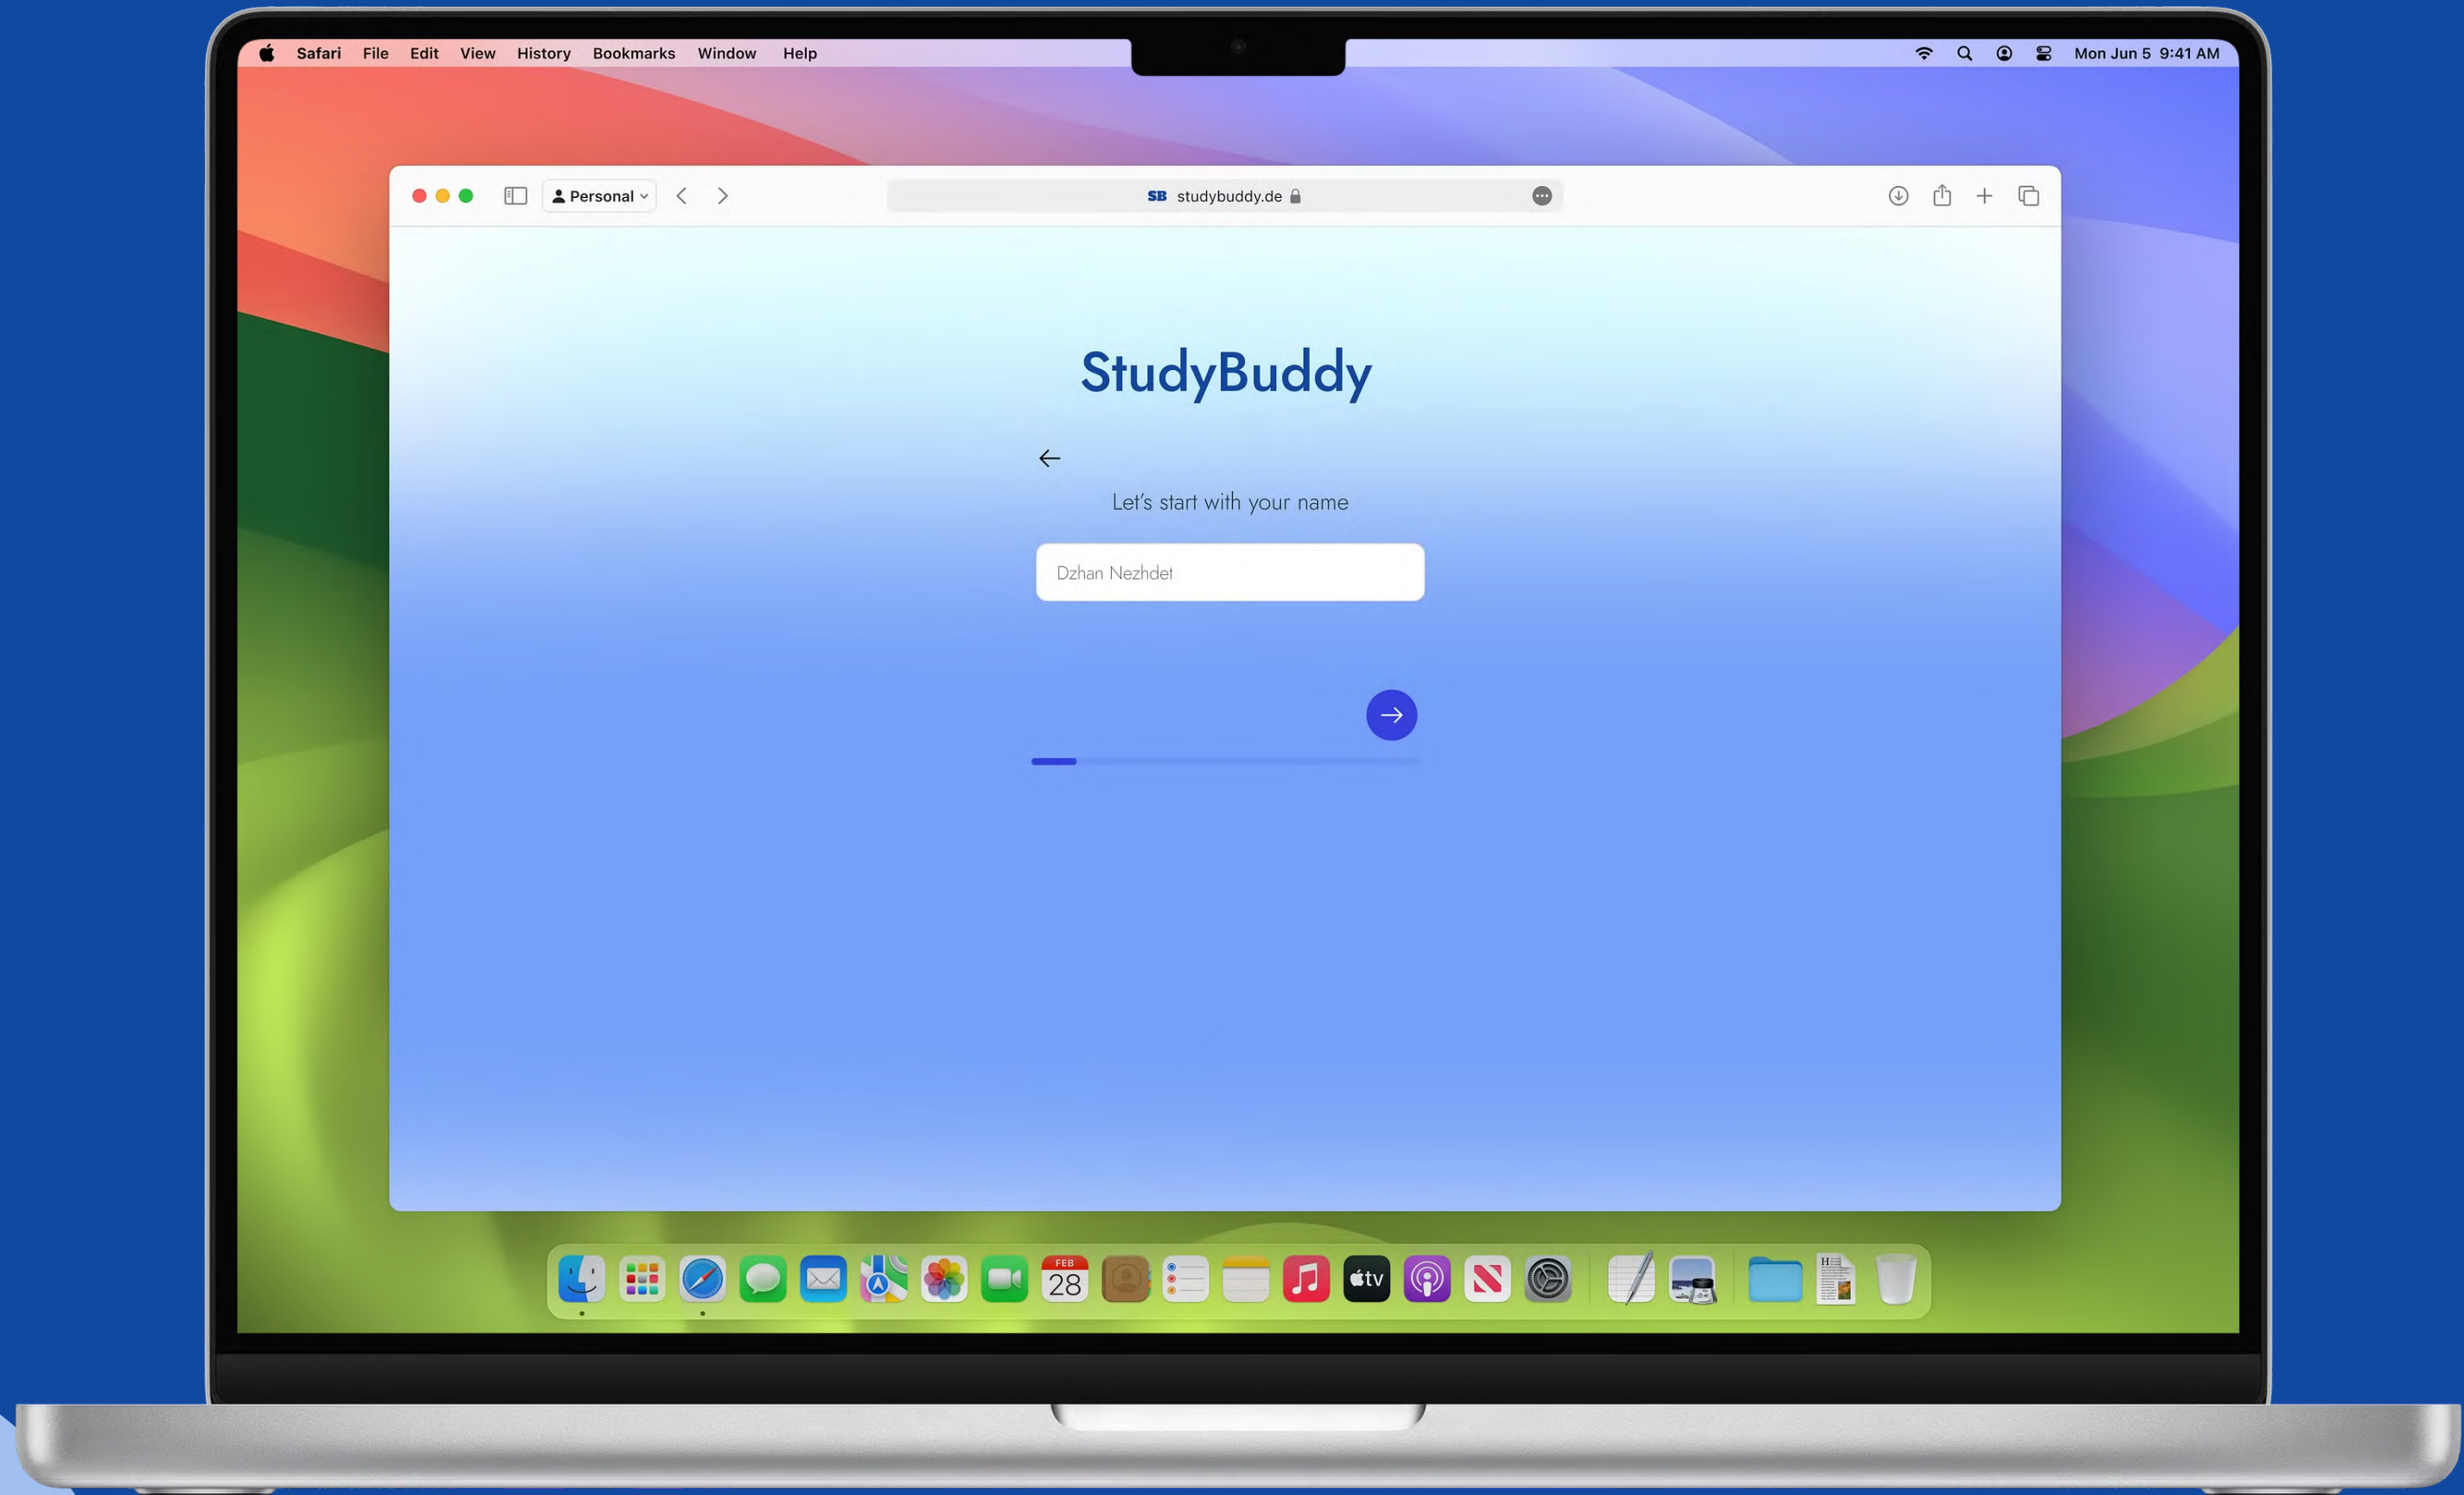 Safari File Edit View History Bookmarks Window Help
Mon Jun 5 9:41 AM
Personal
SB studybuddy.de
StudyBuddy
Let's start with your name
Dzhan Nezhdet
FEB
28
tv